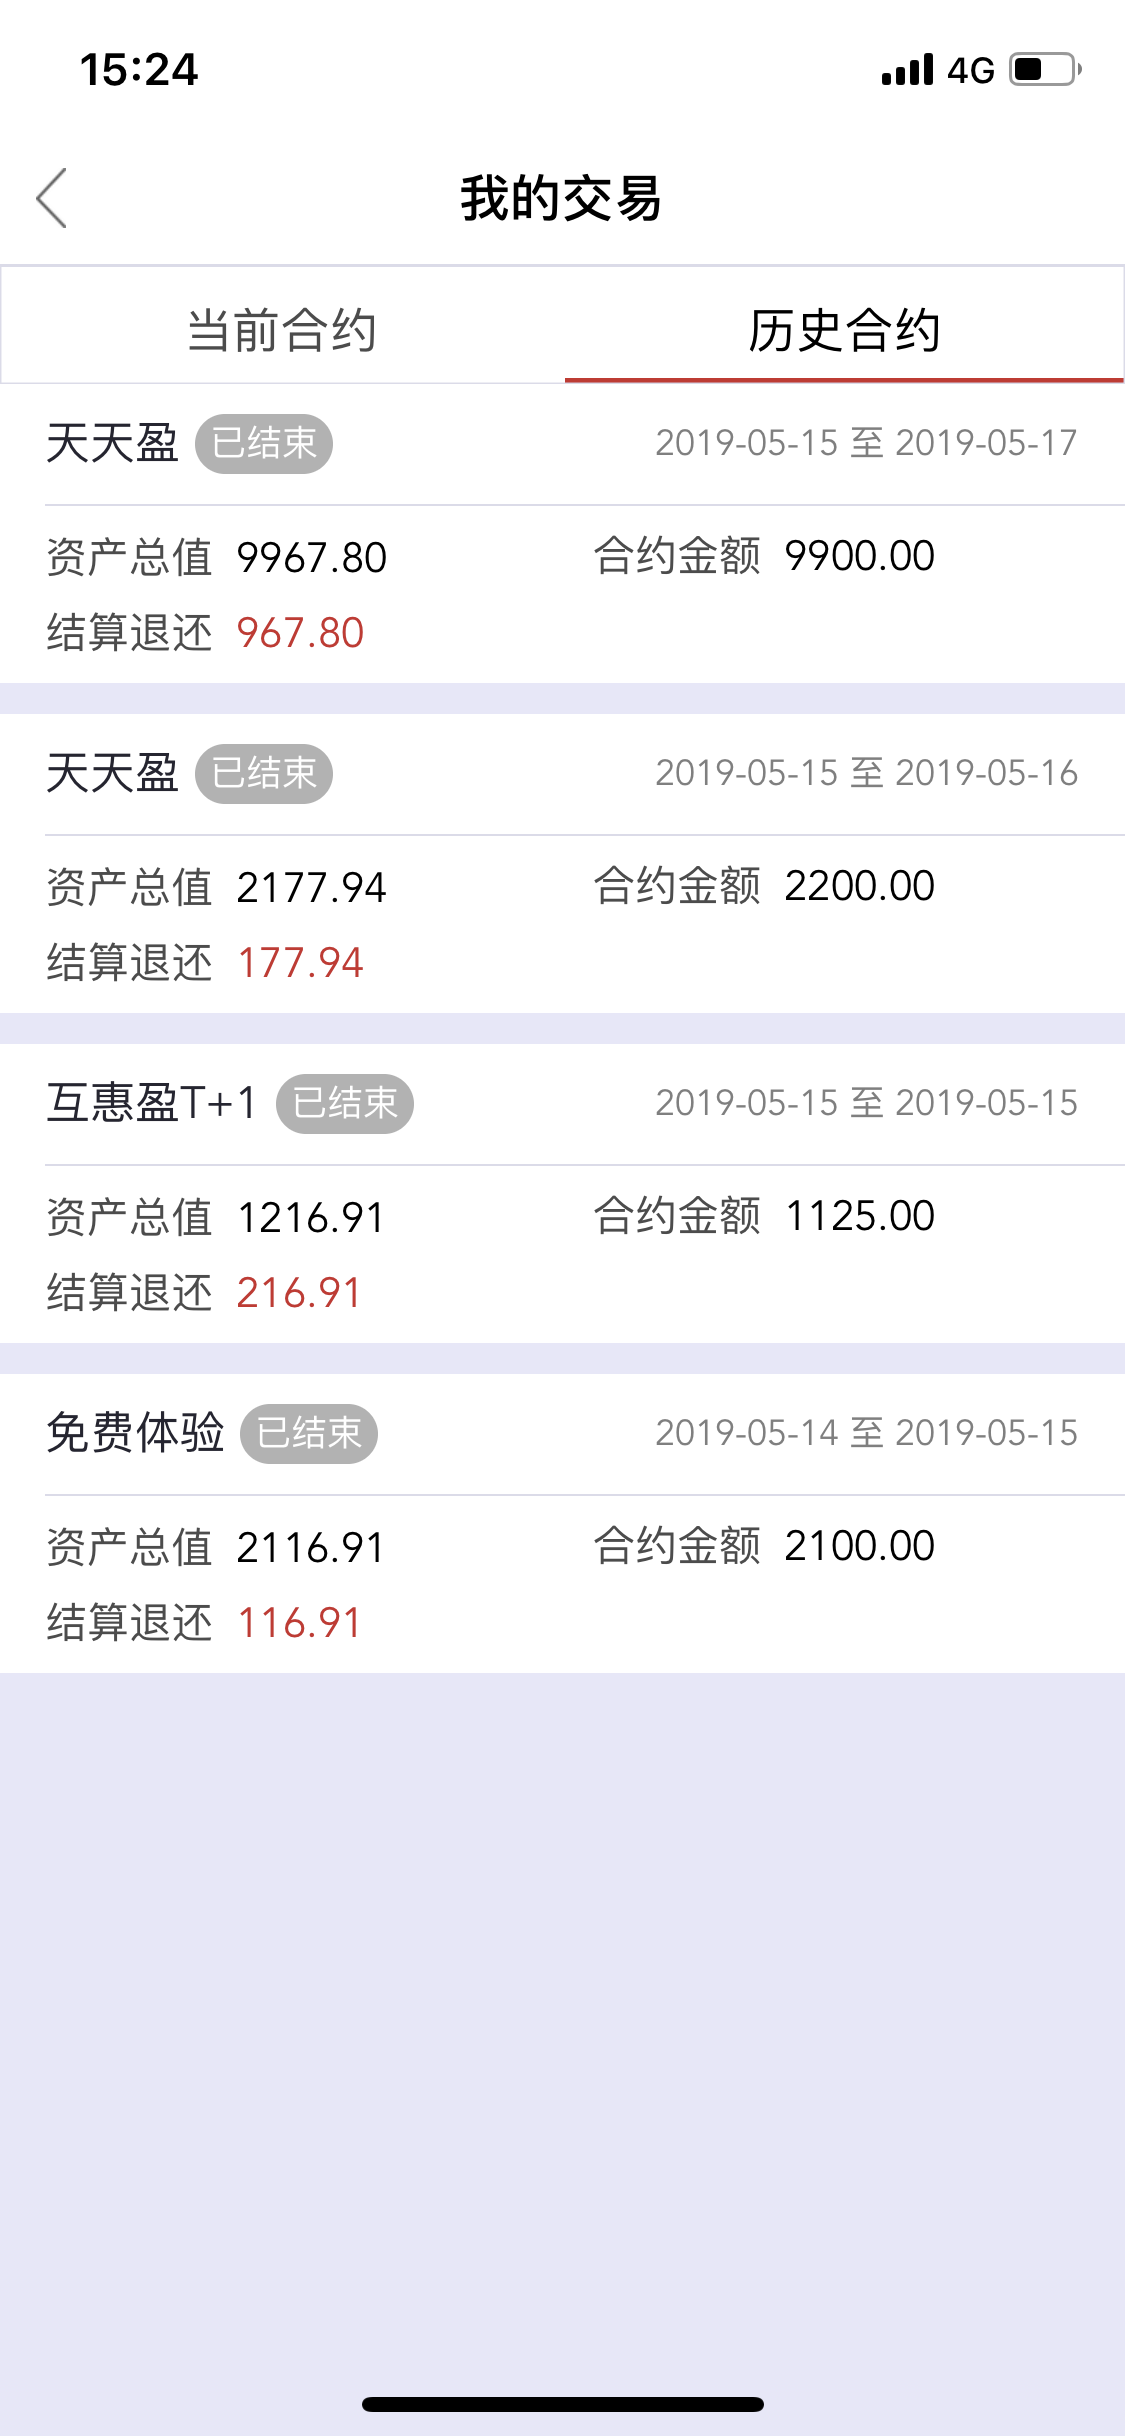 15:24 4G
我的交易
当前合约 历史合约
天天盈 已结束 2019-05-15 至 2019-05-17
资产总值 9967.80 合约金额 9900.00
结算退还 967.80
天天盈 已结束 2019-05-15 至 2019-05-16
资产总值 2177.94 合约金额 2200.00
结算退还 177.94
互惠盈T+1 已结束 2019-05-15 至 2019-05-15
资产总值 1216.91 合约金额 1125.00
结算退还 216.91
免费体验 已结束 2019-05-14 至 2019-05-15
资产总值 2116.91 合约金额 2100.00
结算退还 116.91